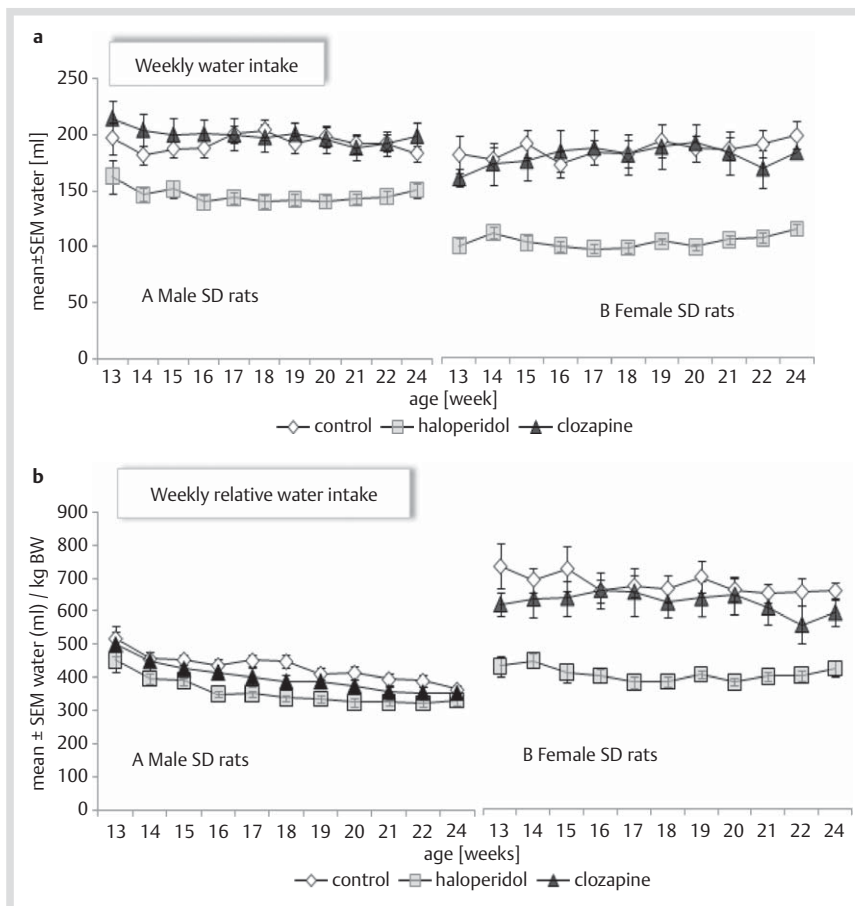 a
Weekly water intake
mean±SEM water [ml]
250
200
150
100
50
0
A Male SD rats
B Female SD rats
13 14 15 16 17 18 19 20 21 22 24
13 14 15 16 17 18 19 20 21 22 24
age [week]
control haloperidol clozapine
b
Weekly relative water intake
mean ± SEM water (ml) / kg BW
900
800
700
600
500
400
300
200
100
0
A Male SD rats
B Female SD rats
13 14 15 16 17 18 19 20 21 22 24
13 14 15 16 17 18 19 20 21 22 24
age [weeks]
control haloperidol clozapine